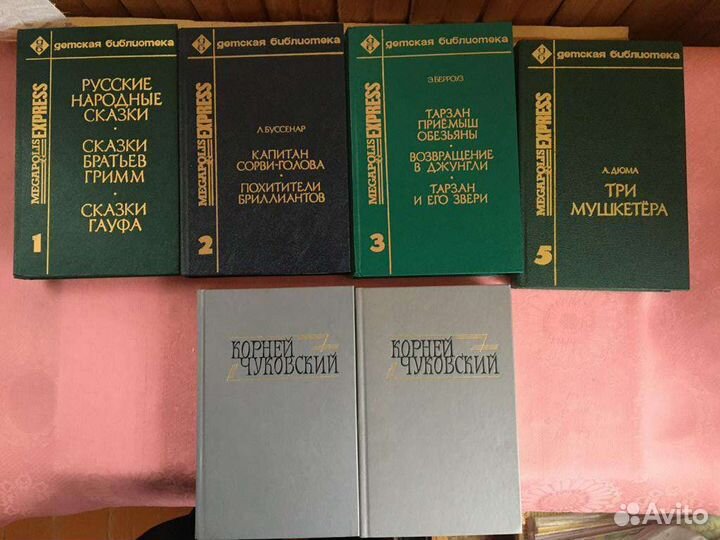 детская библиотека
MEGAPOLIS EXPRESS
РУССКИЕ
НАРОДНЫЕ
СКАЗКИ
•
СКАЗКИ
БРАТЬЕВ
ГРИММ
•
СКАЗКИ
ГАУФА
1
детская библиотека
MEGAPOLIS EXPRESS
Л.БУССЕНАР
КАПИТАН
СОРВИ-ГОЛОВА
•
ПОХИТИТЕЛИ
БРИЛЛИАНТОВ
2
детская библиотека
MEGAPOLIS EXPRESS
Э.БЕРРОУЗ
ТАРЗАН
ПРИЁМЫШ
ОБЕЗЬЯНЫ
•
ВОЗВРАЩЕНИЕ
В ДЖУНГЛИ
•
ТАРЗАН
И ЕГО ЗВЕРИ
3
детская библиотека
MEGAPOLIS EXPRESS
А.ДЮМА
ТРИ
МУШКЕТЁРА
5
КОРНЕЙ
ЧУКОВСКИЙ
КОРНЕЙ
ЧУКОВСКИЙ
Avito